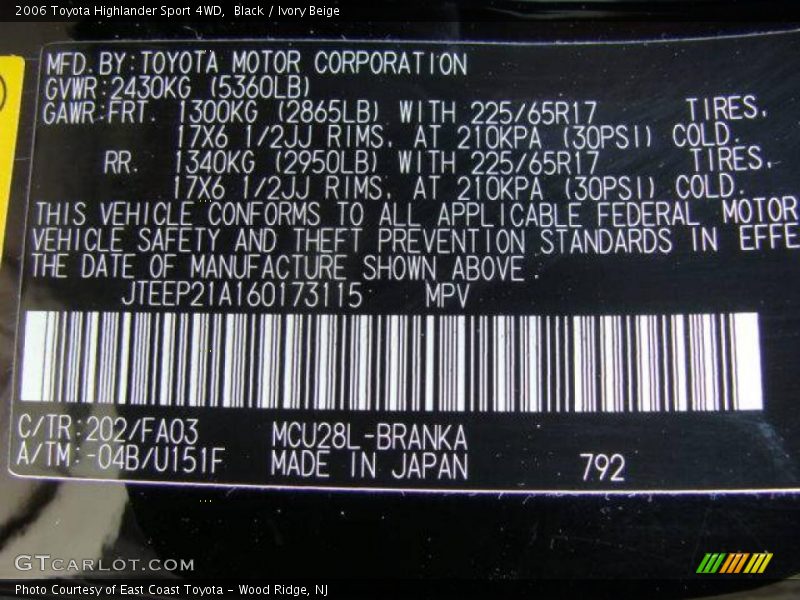 2006 Toyota Highlander Sport 4WD,  Black / Ivory Beige
MFD. BY: TOYOTA MOTOR CORPORATION
GVWR: 2430KG (5360LB)
GAWR: FRT. 1300KG (2865LB) WITH 225/65R17 TIRES,
17X6 1/2JJ RIMS, AT 210KPA (30PSI) COLD.
RR. 1340KG (2950LB) WITH 225/65R17 TIRES,
17X6 1/2JJ RIMS, AT 210KPA (30PSI) COLD.
THIS VEHICLE CONFORMS TO ALL APPLICABLE FEDERAL MOTOR
VEHICLE SAFETY AND THEFT PREVENTION STANDARDS IN EFFE
THE DATE OF MANUFACTURE SHOWN ABOVE.
JTEEP21A160173115 MPV
C/TR: 202/FA03 MCU28L-BRANKA
A/TM: -04B/U151F MADE IN JAPAN 792
GTCARLOT.COM
Photo Courtesy of East Coast Toyota - Wood Ridge, NJ